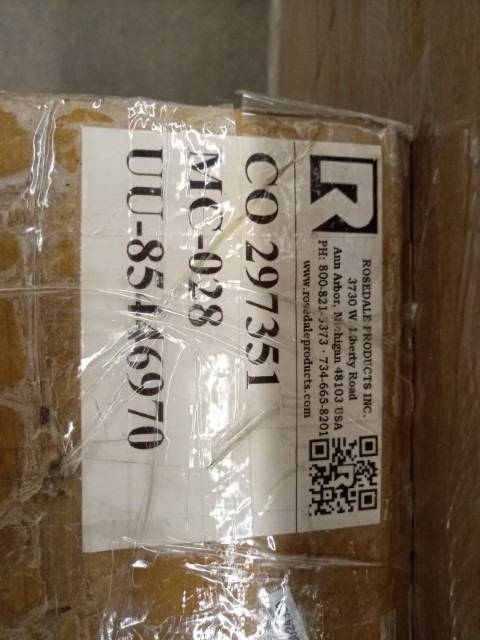 ROSEDALE PRODUCTS INC.
3730 W. Liberty Road
Ann Arbor, Michigan 48103 USA
PH: 800-821-5373 · 734-665-8201
www.rosedaleproducts.com
CO 297351
MC-028
UU-85446970